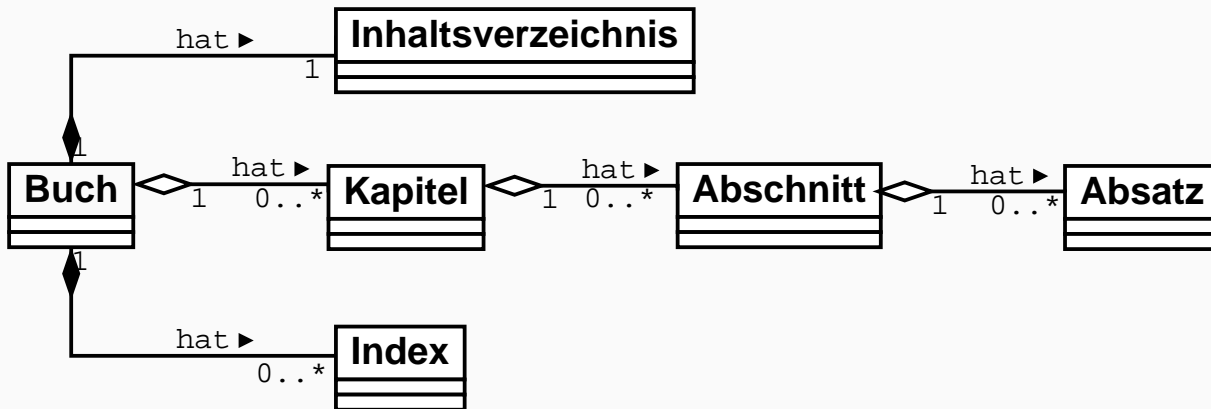 hat ►
Inhaltsverzeichnis
1
1
Buch
hat ►
1
0..*
Kapitel
hat ►
1
0..*
Abschnitt
hat ►
1
0..*
Absatz
1
hat ►
0..*
Index